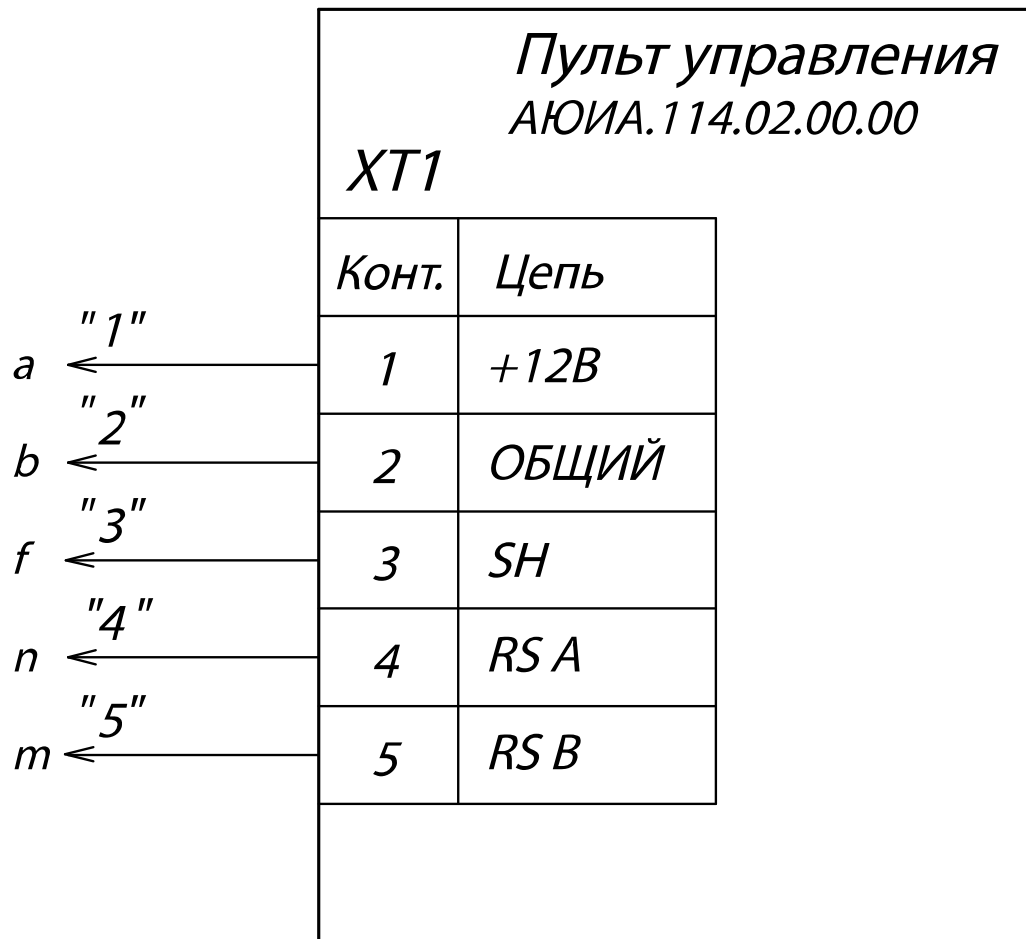 Пульт управления
АЮИА.114.02.00.00
XT1
Конт. Цепь
a "1" 1 +12В
b "2" 2 ОБЩИЙ
f "3" 3 SH
n "4" 4 RS A
m "5" 5 RS B